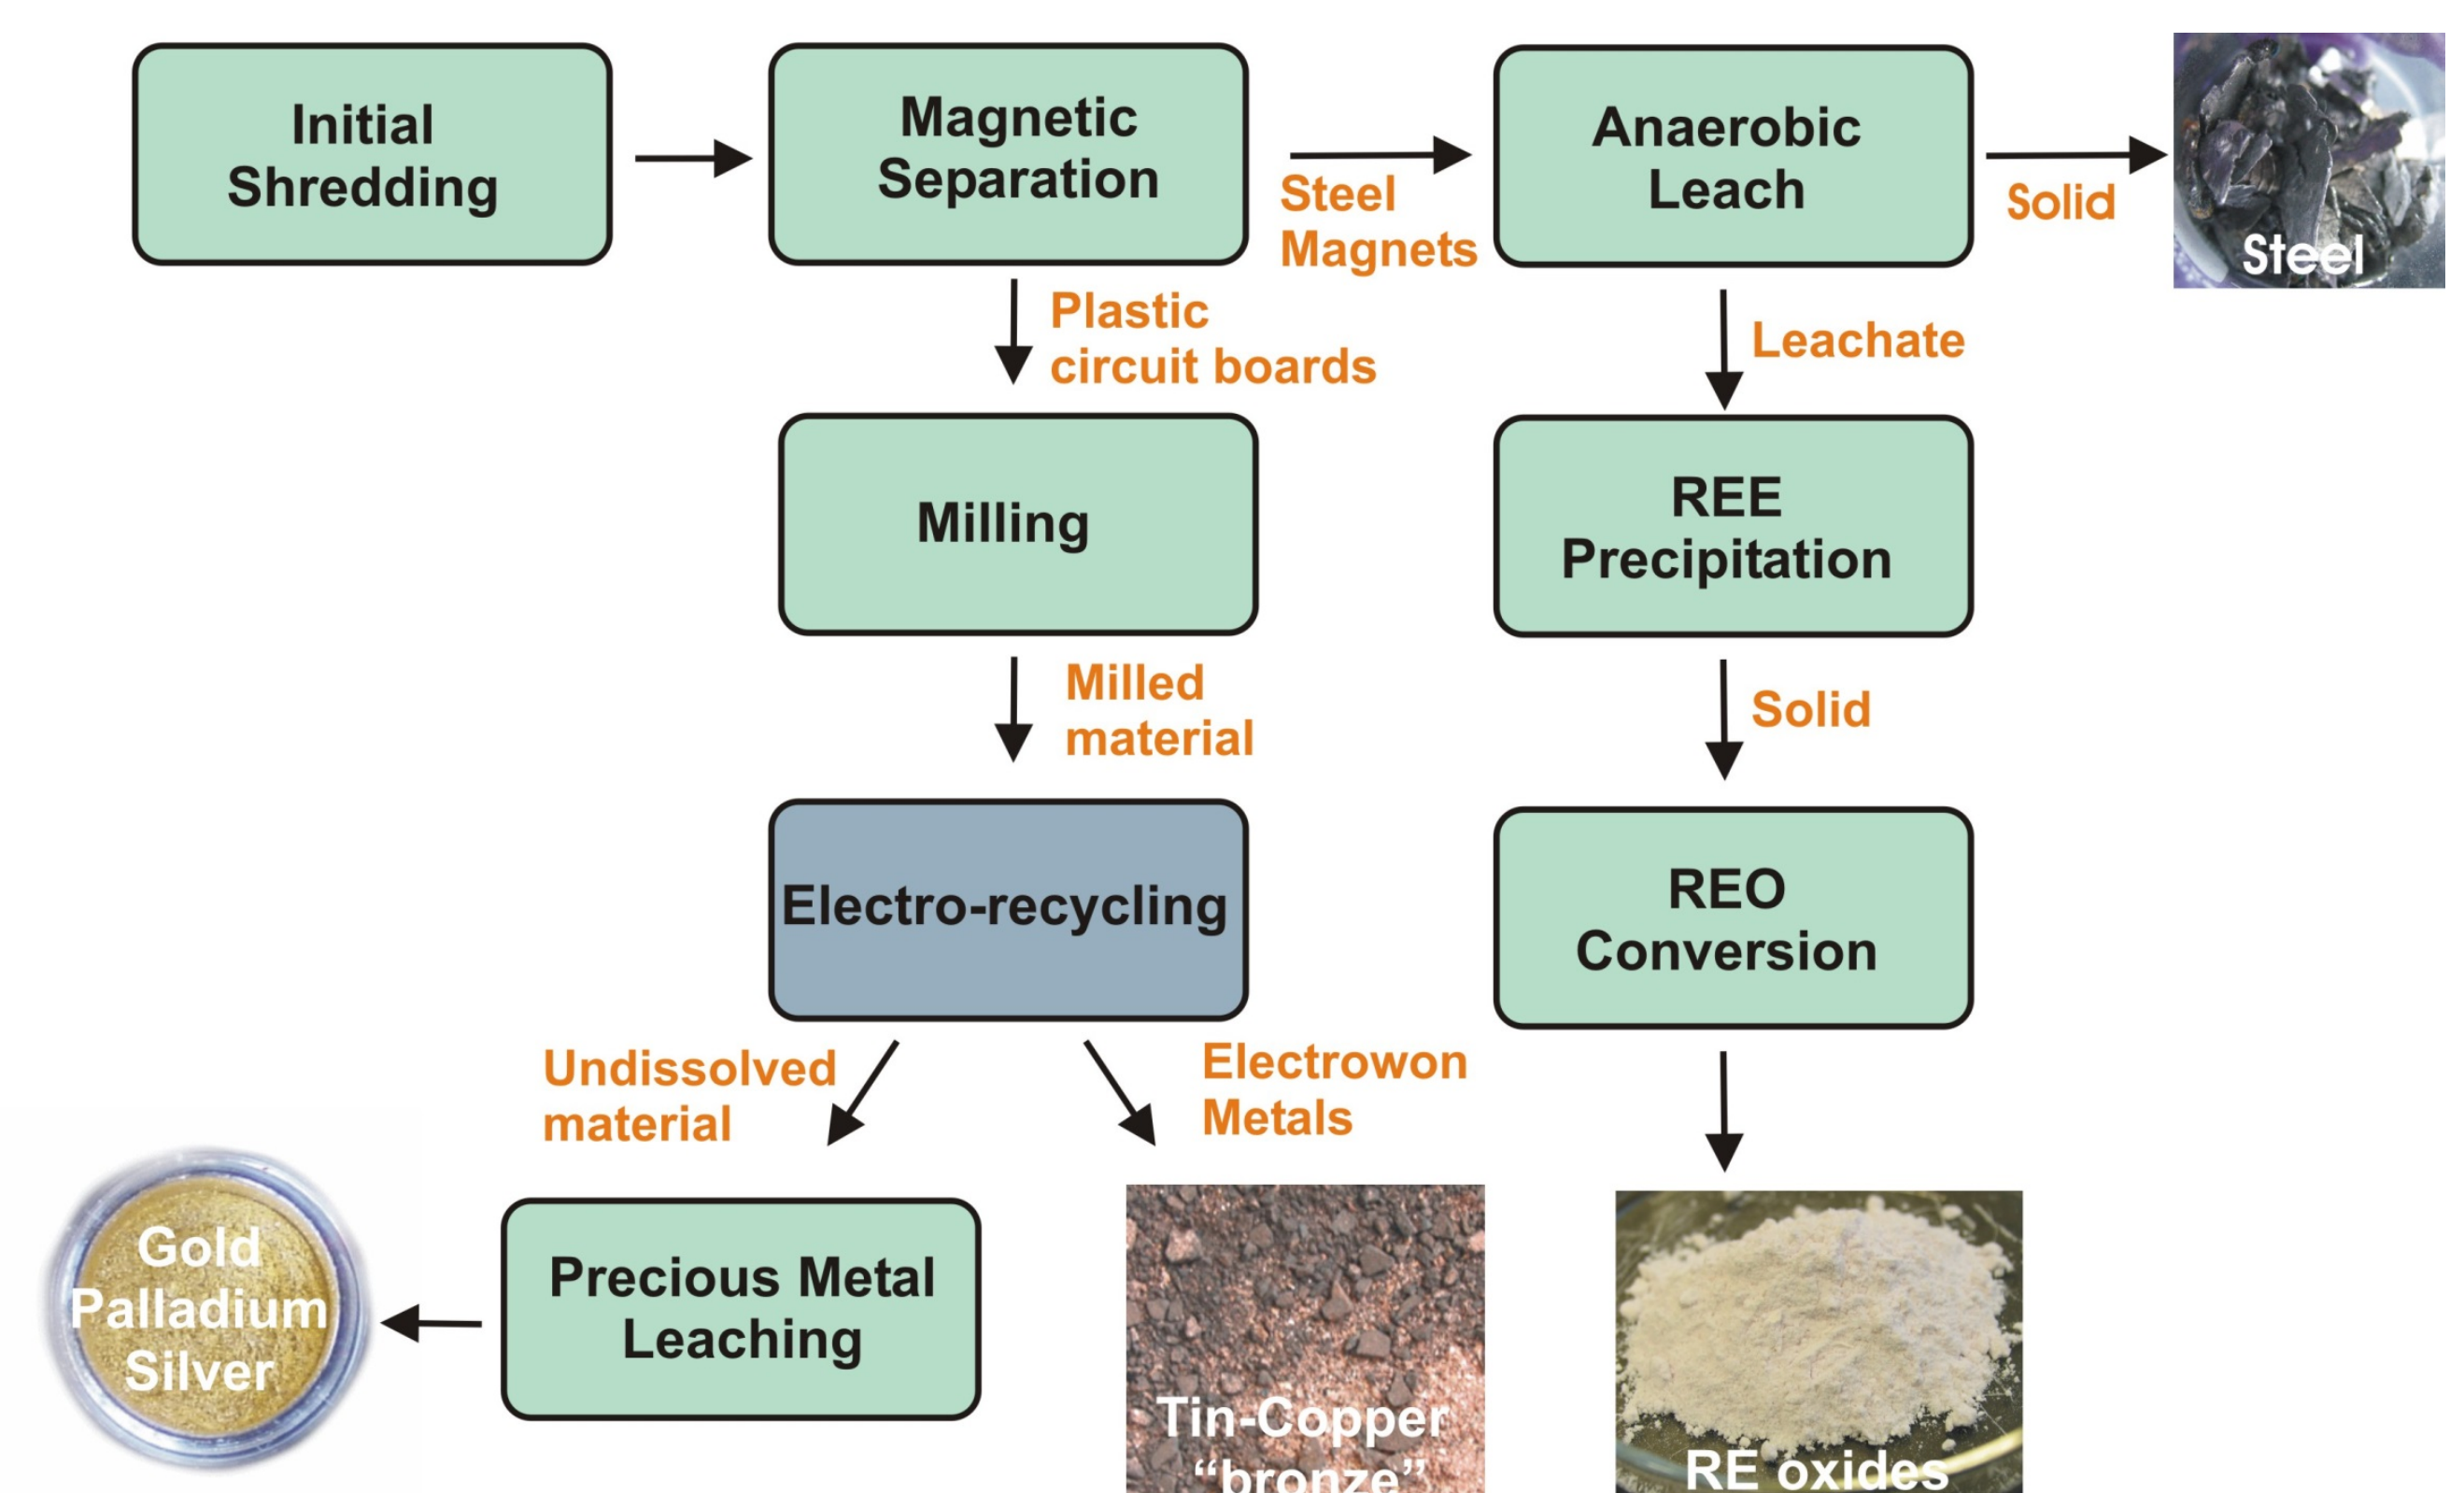 Initial
Shredding
Magnetic
Separation
Steel
Magnets
Anaerobic
Leach
Solid
Steel
Plastic
circuit boards
Leachate
Milling
REE
Precipitation
Milled
material
Solid
Electro-recycling
REO
Conversion
Undissolved
material
Electrowon
Metals
Gold
Palladium
Silver
Precious Metal
Leaching
Tin-Copper
“bronze”
RE oxides